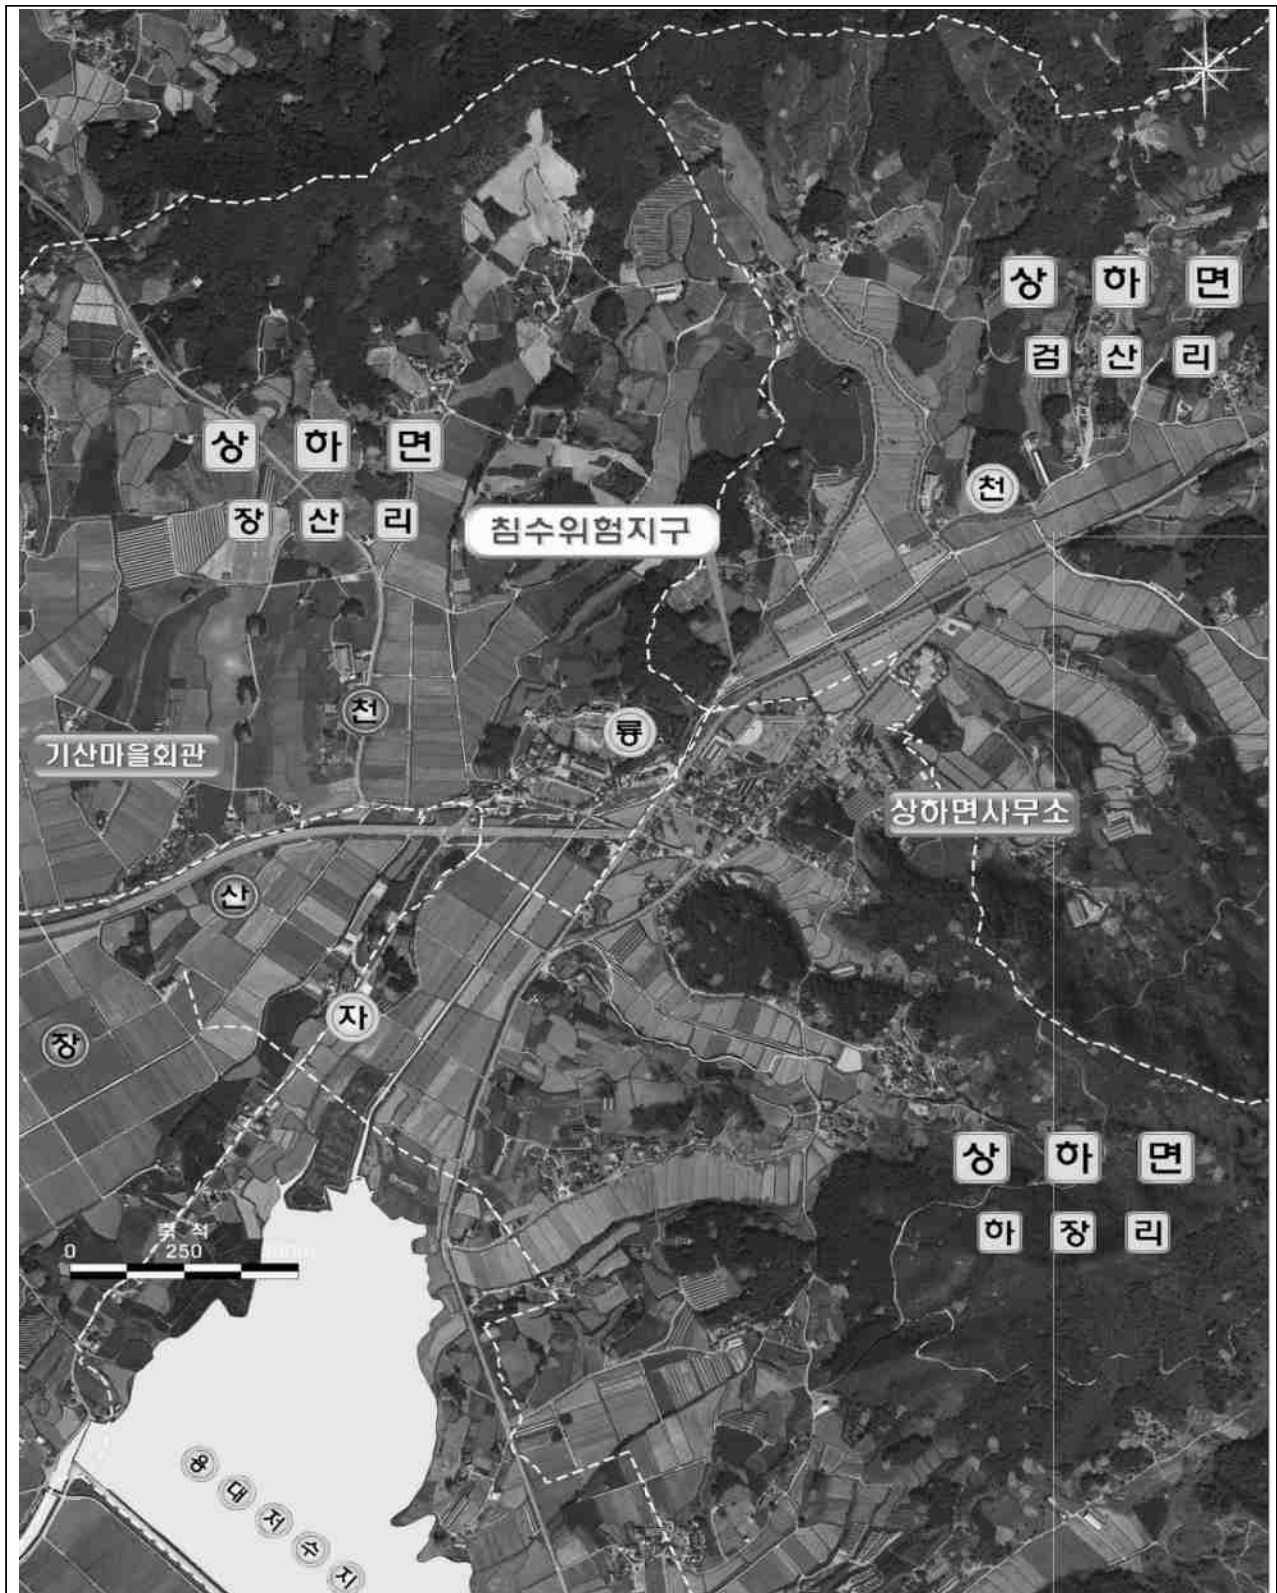 상 하 면
검 산 리
상 하 면
장 산 리
침수위험지구
천
천
룡
기산마을회관
상하면사무소
산
자
장
상 하 면
하 장 리
축 척
0 250
용대저수지